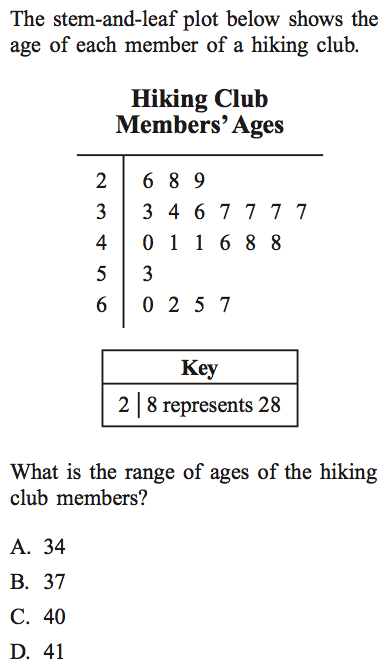 The stem-and-leaf plot below shows the
age of each member of a hiking club.
Hiking Club
Members' Ages
2 | 6 8 9
3 | 3 4 6 7 7 7 7
4 | 0 1 1 6 8 8
5 | 3
6 | 0 2 5 7
Key
2 | 8 represents 28
What is the range of ages of the hiking
club members?
A. 34
B. 37
C. 40
D. 41